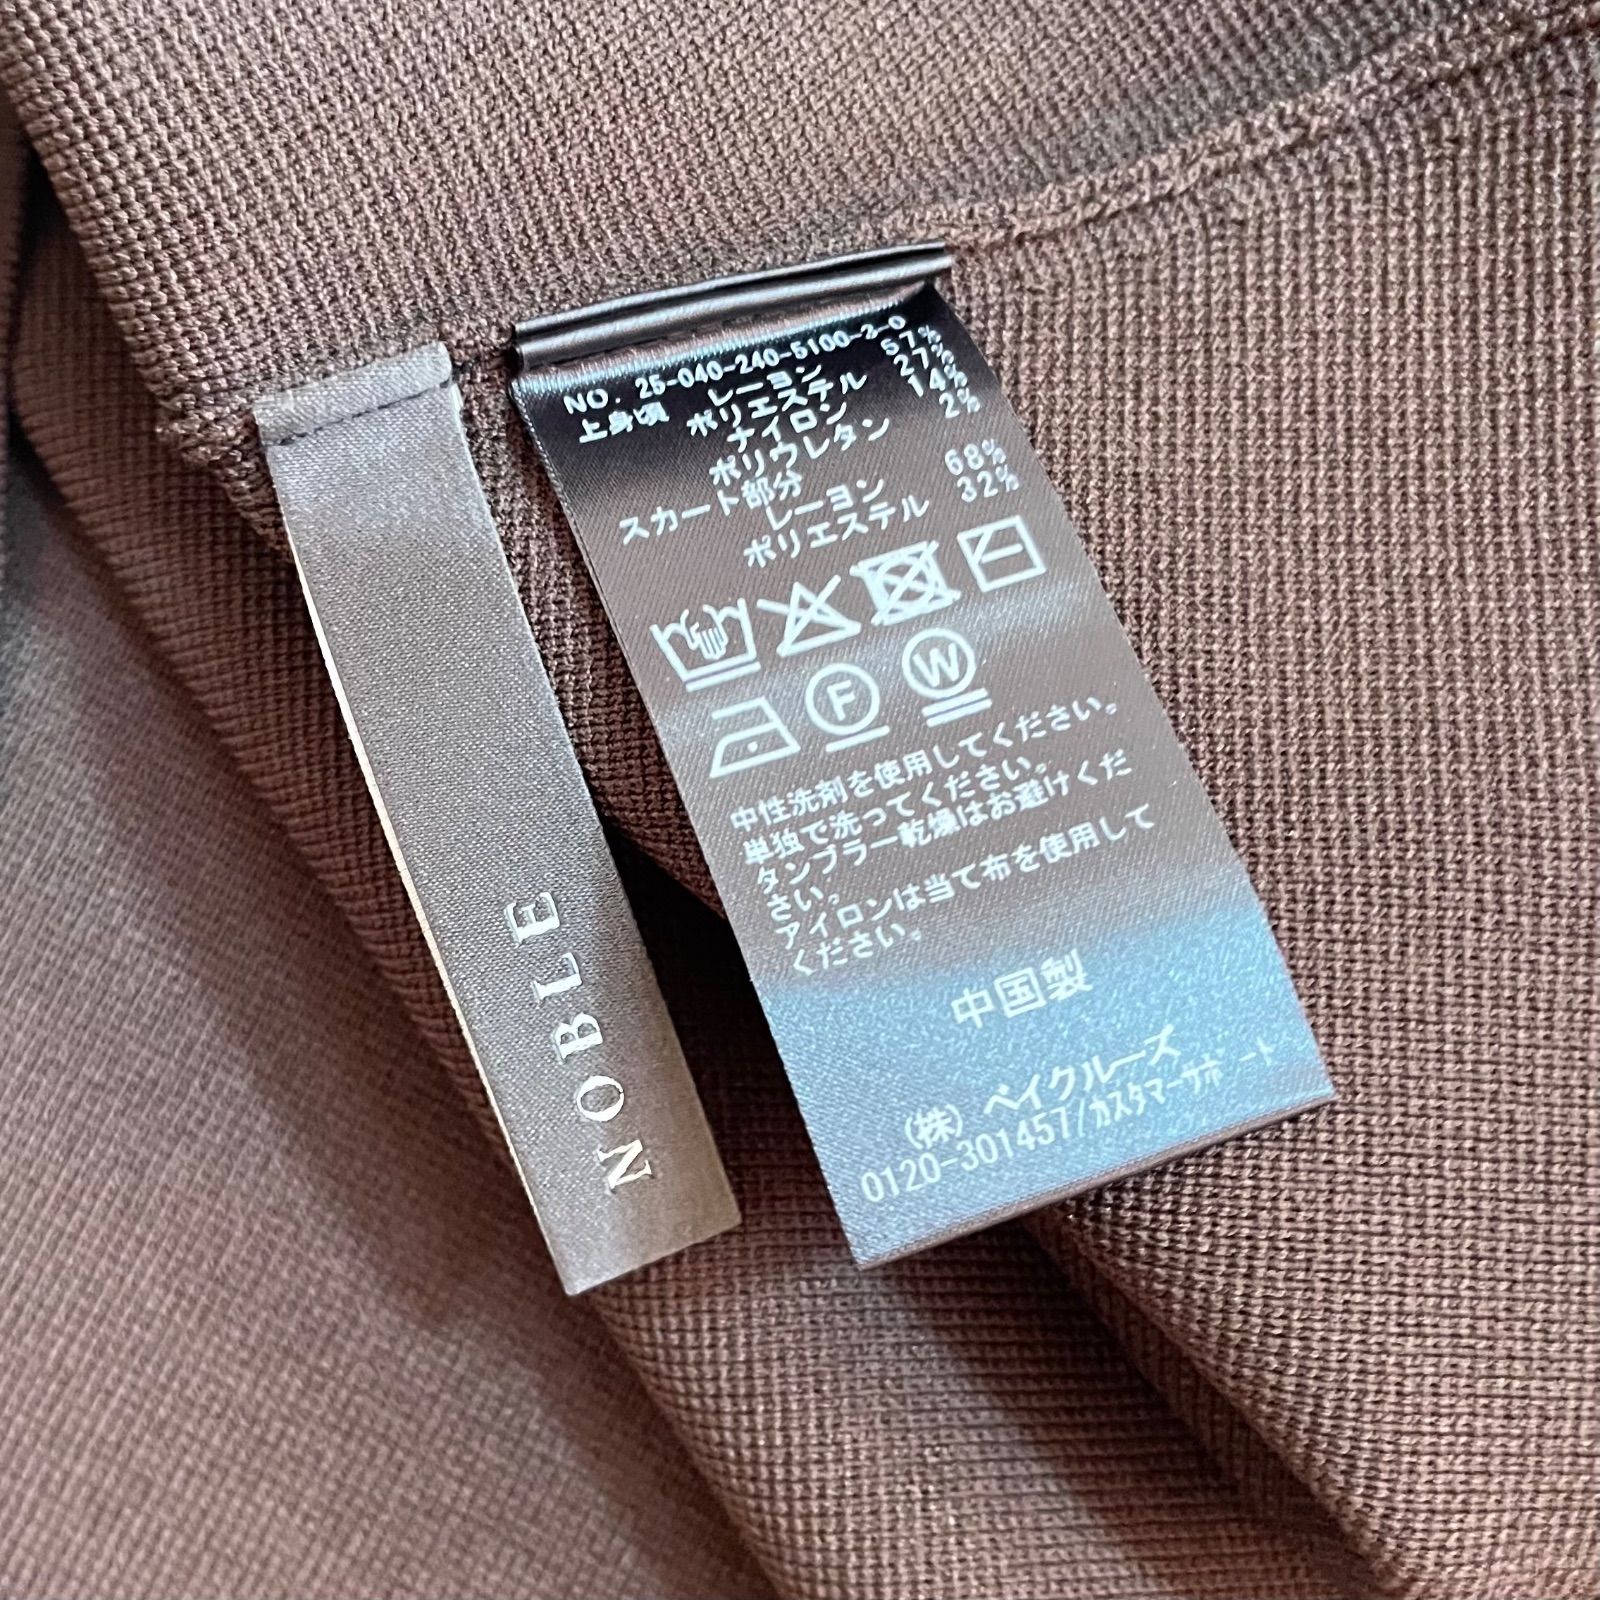 NOBLE
NO. 25-040-240-5100-3-0
上身頃 レーヨン 57%
ポリエステル 27%
ナイロン 14%
ポリウレタン 2%
スカート部分
レーヨン 68%
ポリエステル 32%
F W
中性洗剤を使用してください。
単独で洗ってください。
タンブラー乾燥はお避けくだ
さい。
アイロンは当て布を使用して
ください。
中国製
(株) ベイクルーズ
0120-301457/カスタマーサポート